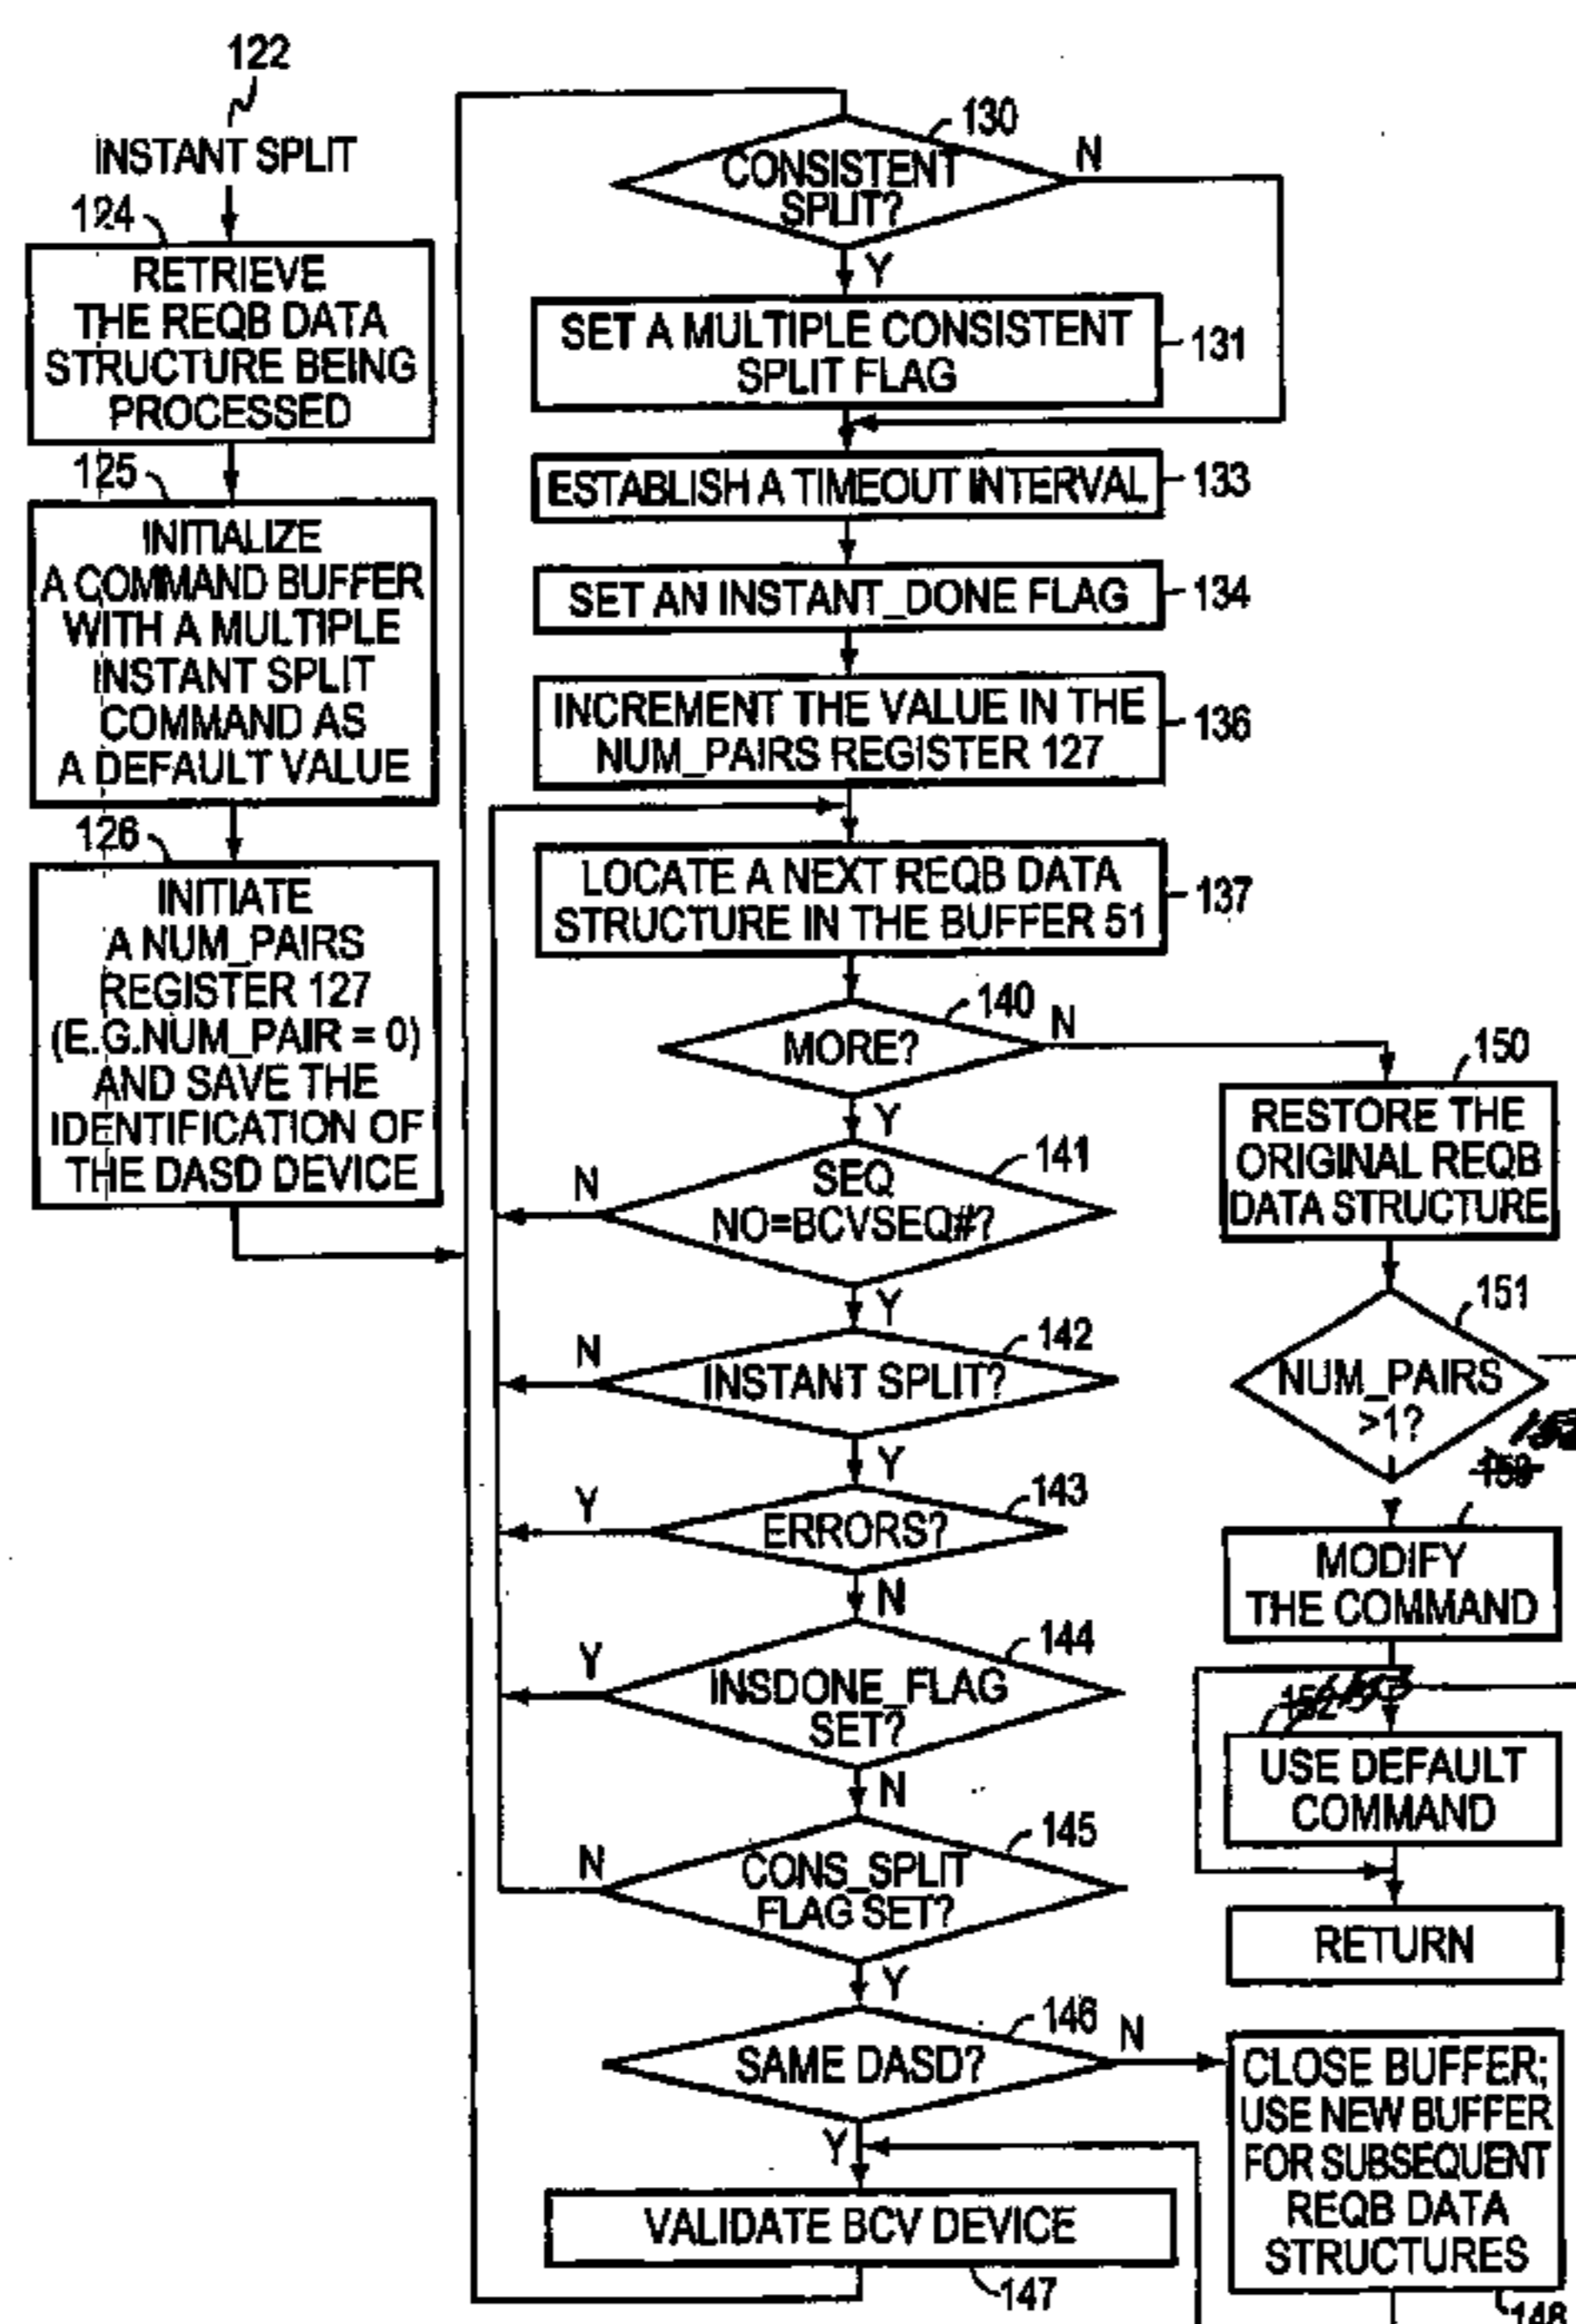 122
INSTANT SPLIT
124
RETRIEVE
THE REQB DATA
STRUCTURE BEING
PROCESSED
125
INITIALIZE
A COMMAND BUFFER
WITH A MULTIPLE
INSTANT SPLIT
COMMAND AS
A DEFAULT VALUE
126
INITIATE
A NUM_PAIRS
REGISTER 127
(E.G.NUM_PAIR = 0)
AND SAVE THE
IDENTIFICATION OF
THE DASD DEVICE
130
CONSISTENT
SPLIT?
N
Y
SET A MULTIPLE CONSISTENT
SPLIT FLAG
131
ESTABLISH A TIMEOUT INTERVAL
133
SET AN INSTANT_DONE FLAG
134
INCREMENT THE VALUE IN THE
NUM_PAIRS REGISTER 127
136
LOCATE A NEXT REQB DATA
STRUCTURE IN THE BUFFER 51
137
140
MORE?
N
Y
141
SEQ
NO=BCVSEQ#?
N
Y
142
INSTANT SPLIT?
N
Y
143
ERRORS?
Y
N
144
INSDONE_FLAG
SET?
Y
N
145
CONS_SPLIT
FLAG SET?
N
Y
146
SAME DASD?
N
Y
VALIDATE BCV DEVICE
147
150
RESTORE THE
ORIGINAL REQB
DATA STRUCTURE
151
NUM_PAIRS
>1?
MODIFY
THE COMMAND
153
USE DEFAULT
COMMAND
RETURN
CLOSE BUFFER;
USE NEW BUFFER
FOR SUBSEQUENT
REQB DATA
STRUCTURES
148